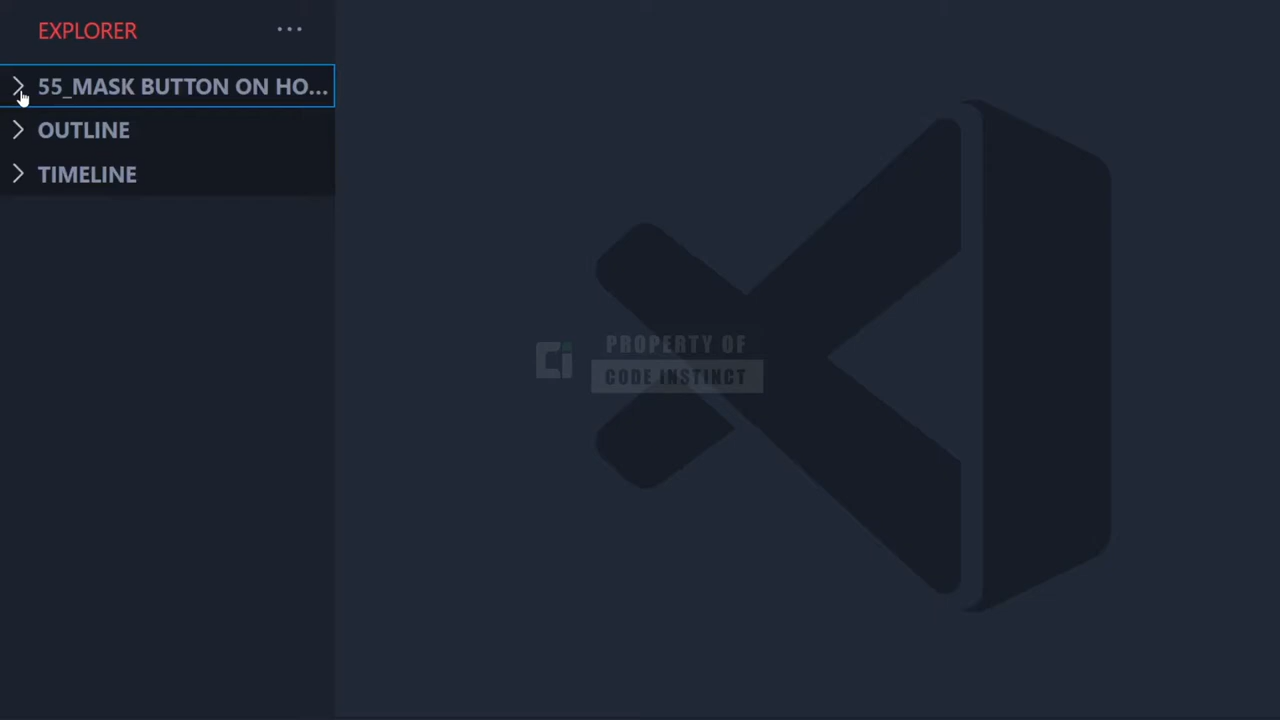 EXPLORER
55_MASK BUTTON ON HO...
OUTLINE
TIMELINE
PROPERTY OF
CODE INSTINCT